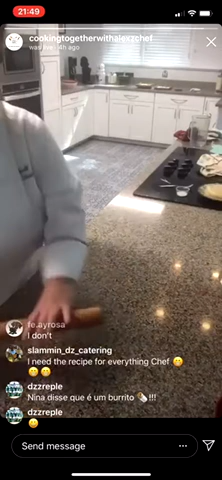 21:49
cookingtogetherwithalexzchef
was live · 4h ago
fe.ayrosa
I don't
slammin_dz_catering
I need the recipe for everything Chef 😋
😋😋
dzzreple
Nina disse que é um burrito 🌯!!!
dzzreple
😋
Send message